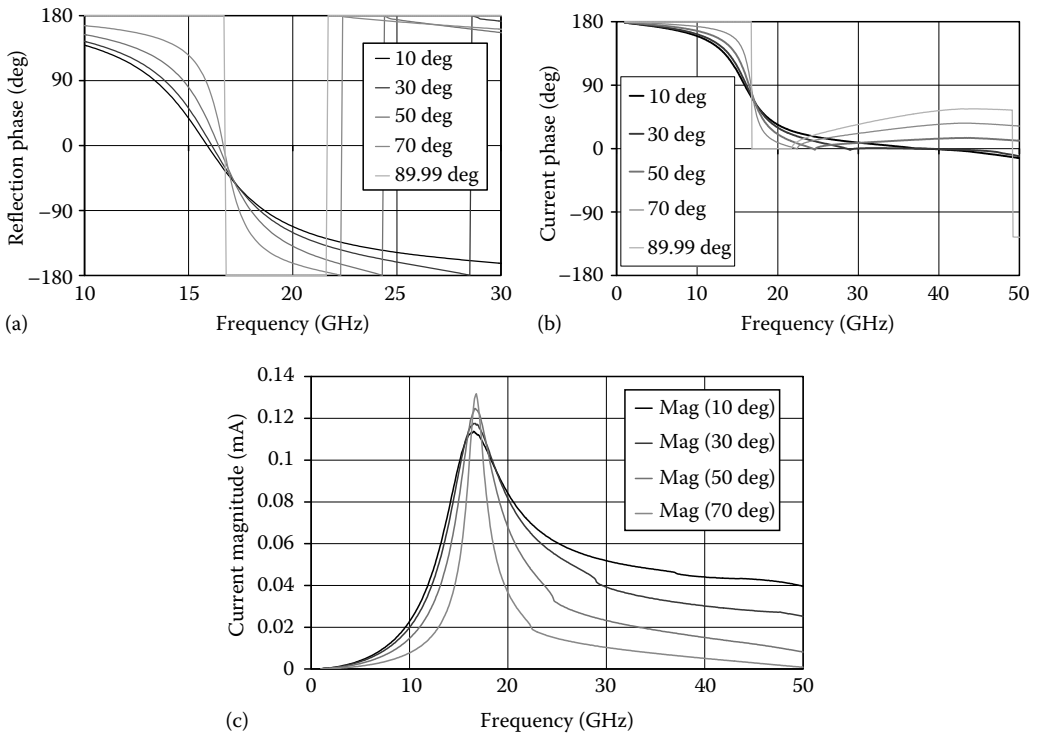 180
90
0
−90
−180
Reflection phase (deg)
10 deg
30 deg
50 deg
70 deg
89.99 deg
10 15 21 25 30
Frequency (GHz)
(a)
180
90
0
−90
−180
Current phase (deg)
10 deg
30 deg
50 deg
70 deg
89.99 deg
0 10 20 30 40 50
Frequency (GHz)
(b)
0.14
0.12
0.1
0.08
0.06
0.04
0.02
0
Current magnitude (mA)
Mag (10 deg)
Mag (30 deg)
Mag (50 deg)
Mag (70 deg)
0 10 20 30 40 50
Frequency (GHz)
(c)